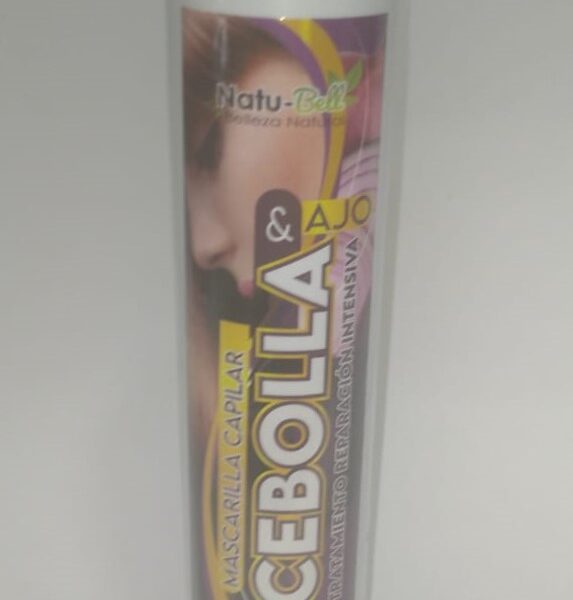 Natu-Bell
Belleza Natural
MASCARILLA CAPILAR
CEBOLLA
& AJO
TRATAMIENTO REPARACIÓN INTENSIVA